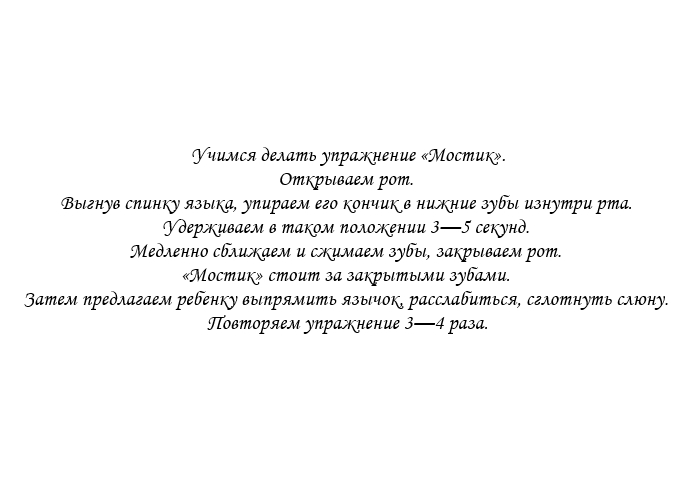 Учимся делать упражнение «Мостик».
Открываем рот.
Выгнув спинку языка, упираем его кончик в нижние зубы изнутри рта.
Удерживаем в таком положении 3—5 секунд.
Медленно сближаем и сжимаем зубы, закрываем рот.
«Мостик» стоит за закрытыми зубами.
Затем предлагаем ребенку выпрямить язычок, расслабиться, сглотнуть слюну.
Повторяем упражнение 3—4 раза.